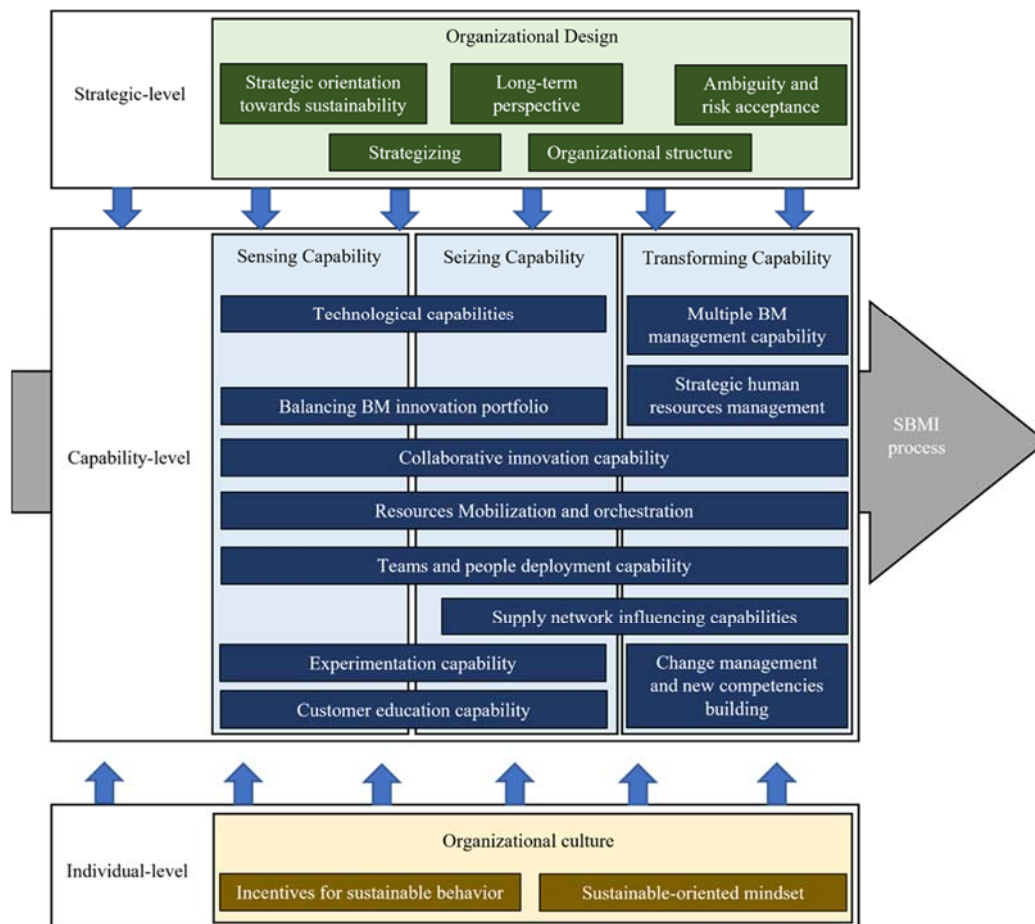 Organizational Design
Strategic-level
Strategic orientation
towards sustainability
Long-term
perspective
Ambiguity and
risk acceptance
Strategizing
Organizational structure
Capability-level
Sensing Capability
Seizing Capability
Transforming Capability
Technological capabilities
Multiple BM
management capability
Balancing BM innovation portfolio
Strategic human
resources management
Collaborative innovation capability
Resources Mobilization and orchestration
Teams and people deployment capability
Supply network influencing capabilities
Experimentation capability
Customer education capability
Change management
and new competencies
building
SBMI
process
Individual-level
Organizational culture
Incentives for sustainable behavior
Sustainable-oriented mindset